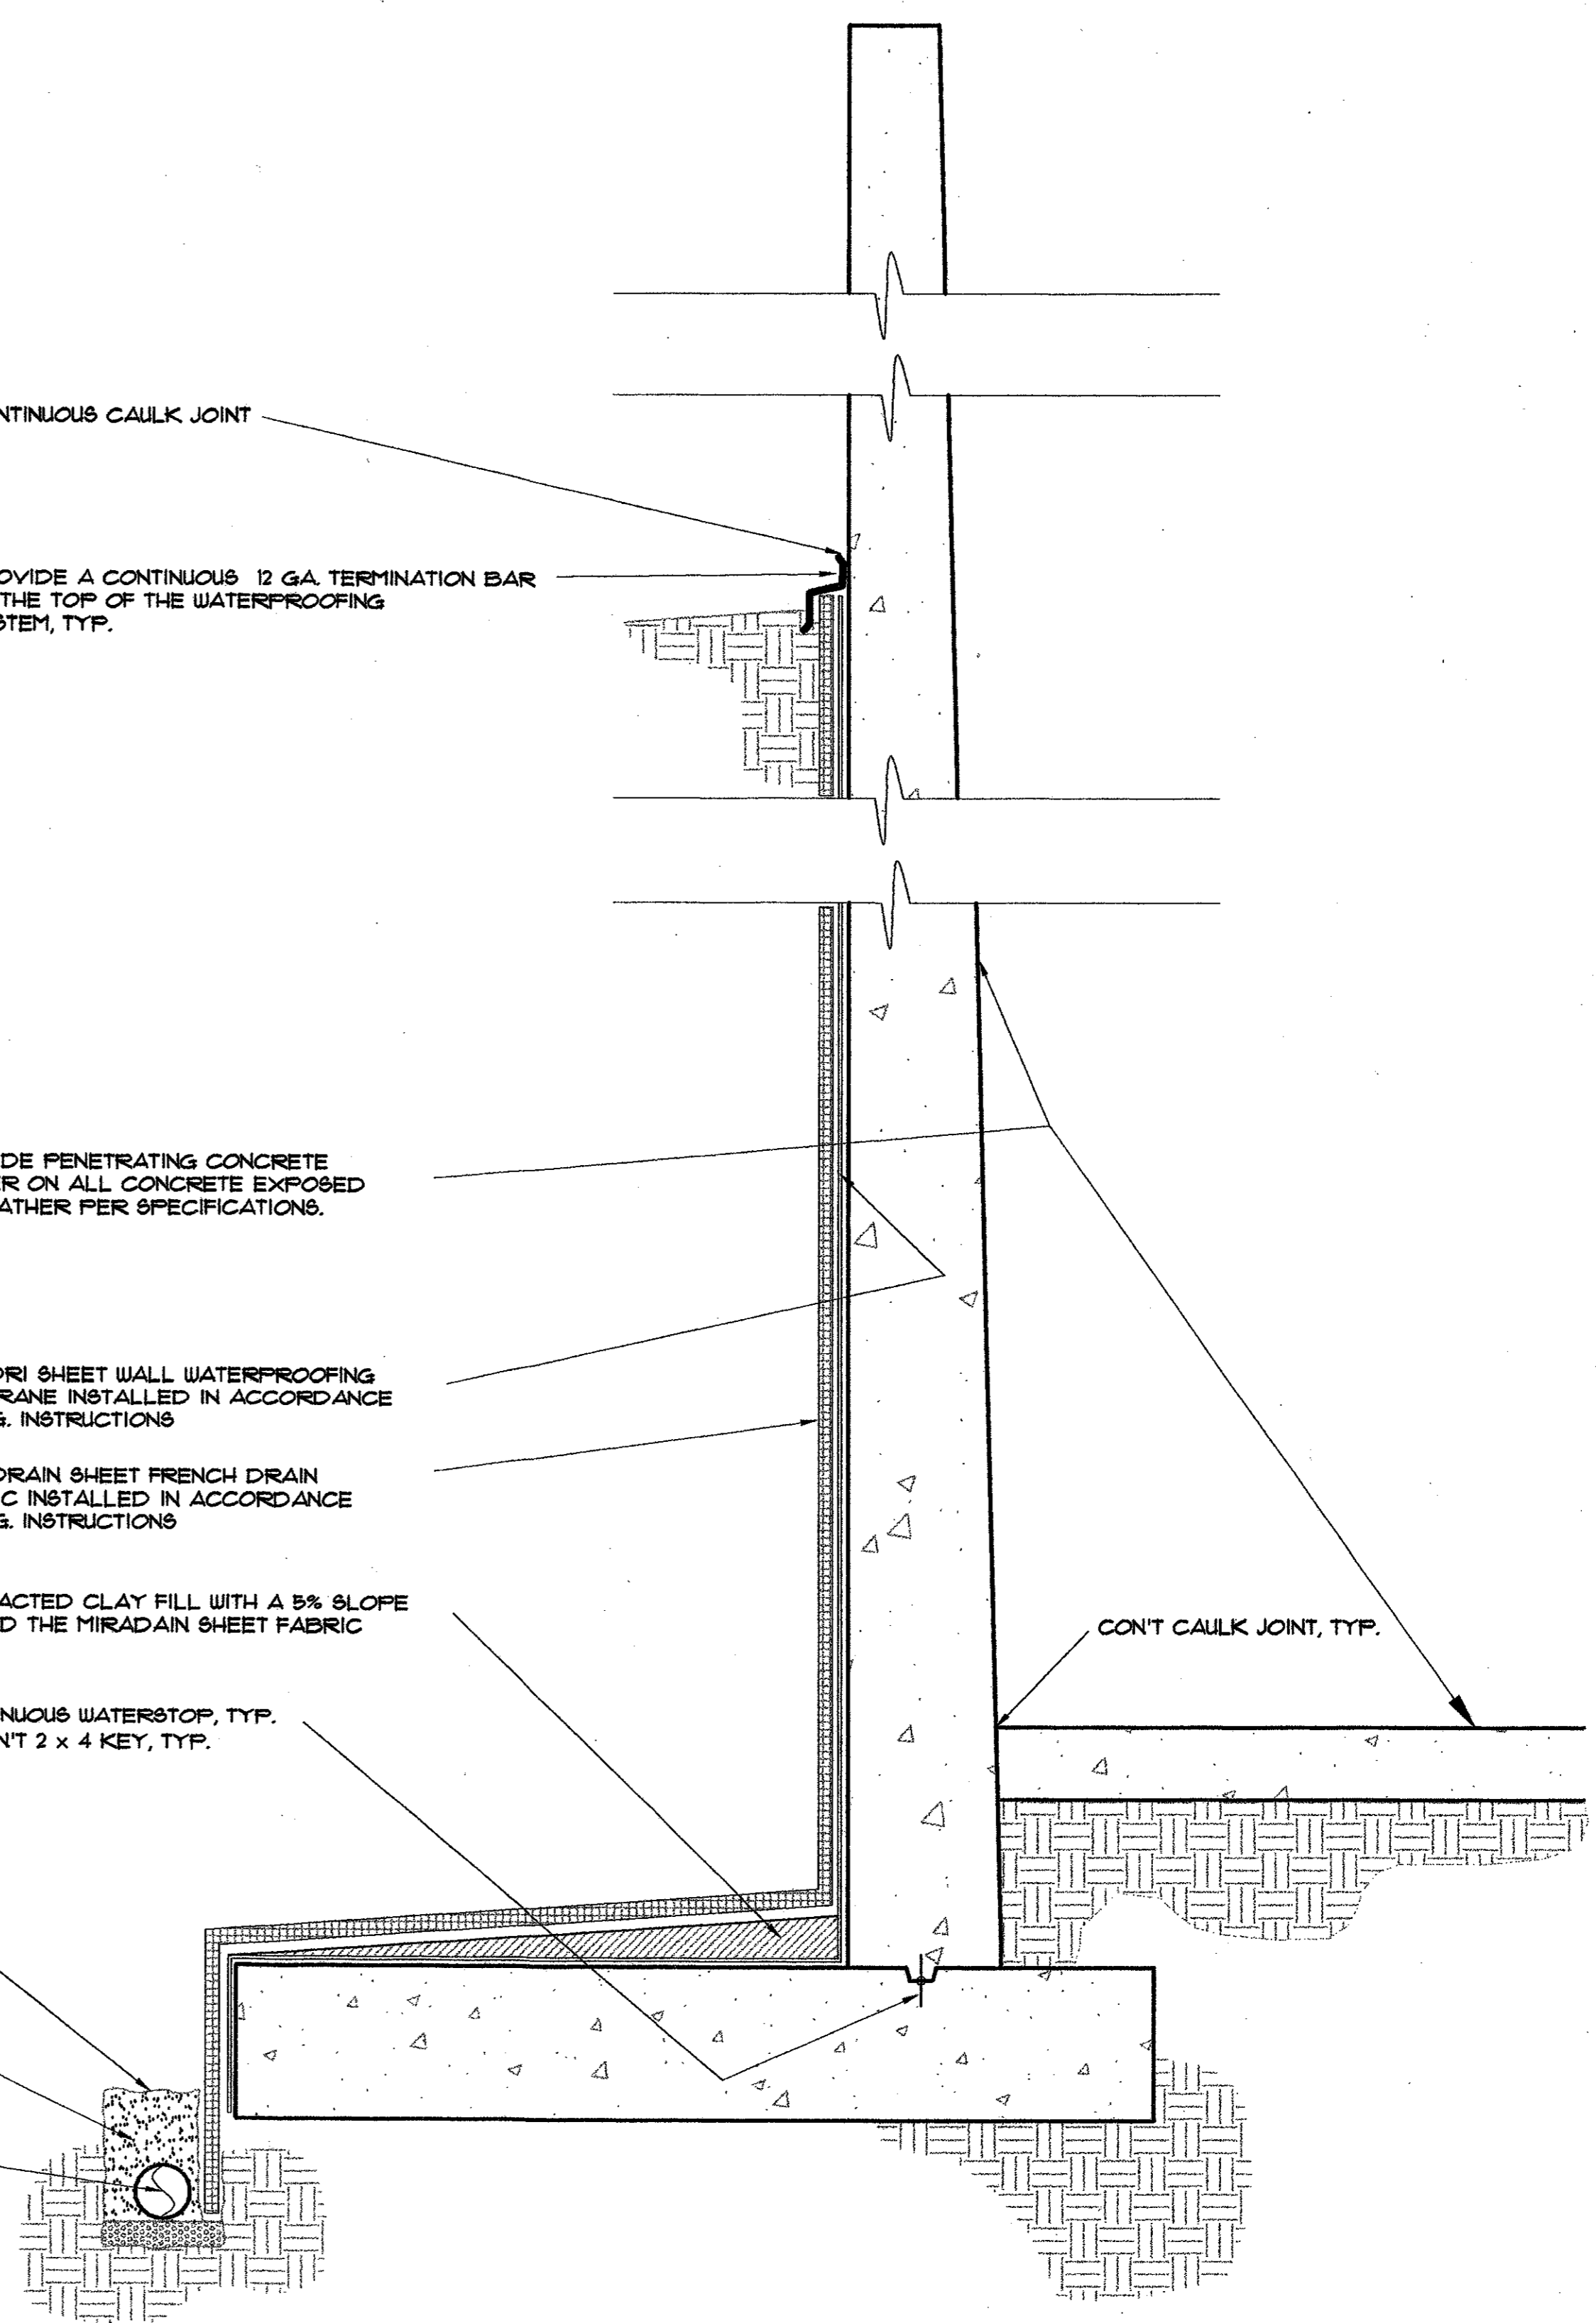 NTINUOUS CAULK JOINT
OVIDE A CONTINUOUS 12 GA. TERMINATION BAR
THE TOP OF THE WATERPROOFING
STEM, TYP.
DE PENETRATING CONCRETE
ER ON ALL CONCRETE EXPOSED
ATHER PER SPECIFICATIONS.
DRI SHEET WALL WATERPROOFING
RANE INSTALLED IN ACCORDANCE
G. INSTRUCTIONS
DRAIN SHEET FRENCH DRAIN
C INSTALLED IN ACCORDANCE
G. INSTRUCTIONS
ACTED CLAY FILL WITH A 5% SLOPE
D THE MIRADAIN SHEET FABRIC
CON'T CAULK JOINT, TYP.
NUOUS WATERSTOP, TYP.
N'T 2 x 4 KEY, TYP.